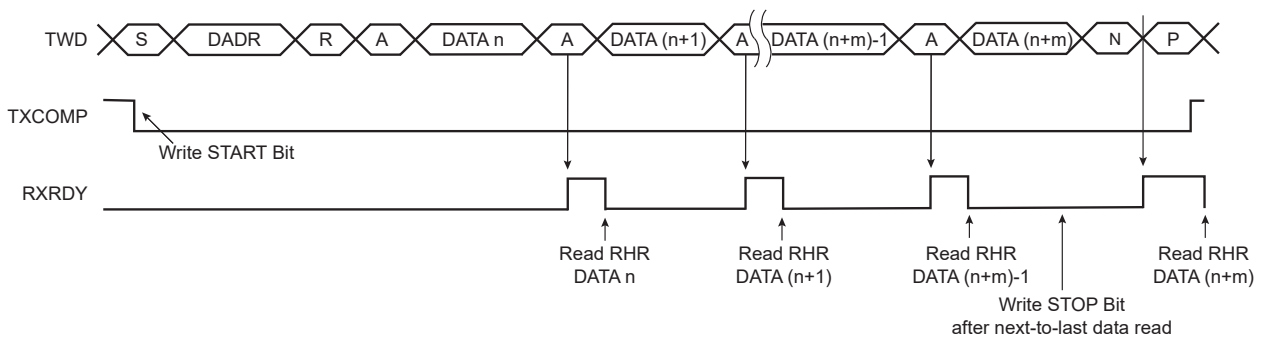 TWD S DADR R A DATA n A DATA (n+1) A DATA (n+m)-1 A DATA (n+m) N P
TXCOMP
Write START Bit
RXRDY
Read RHR Read RHR Read RHR Read RHR
DATA n DATA (n+1) DATA (n+m)-1 DATA (n+m)
Write STOP Bit
after next-to-last data read